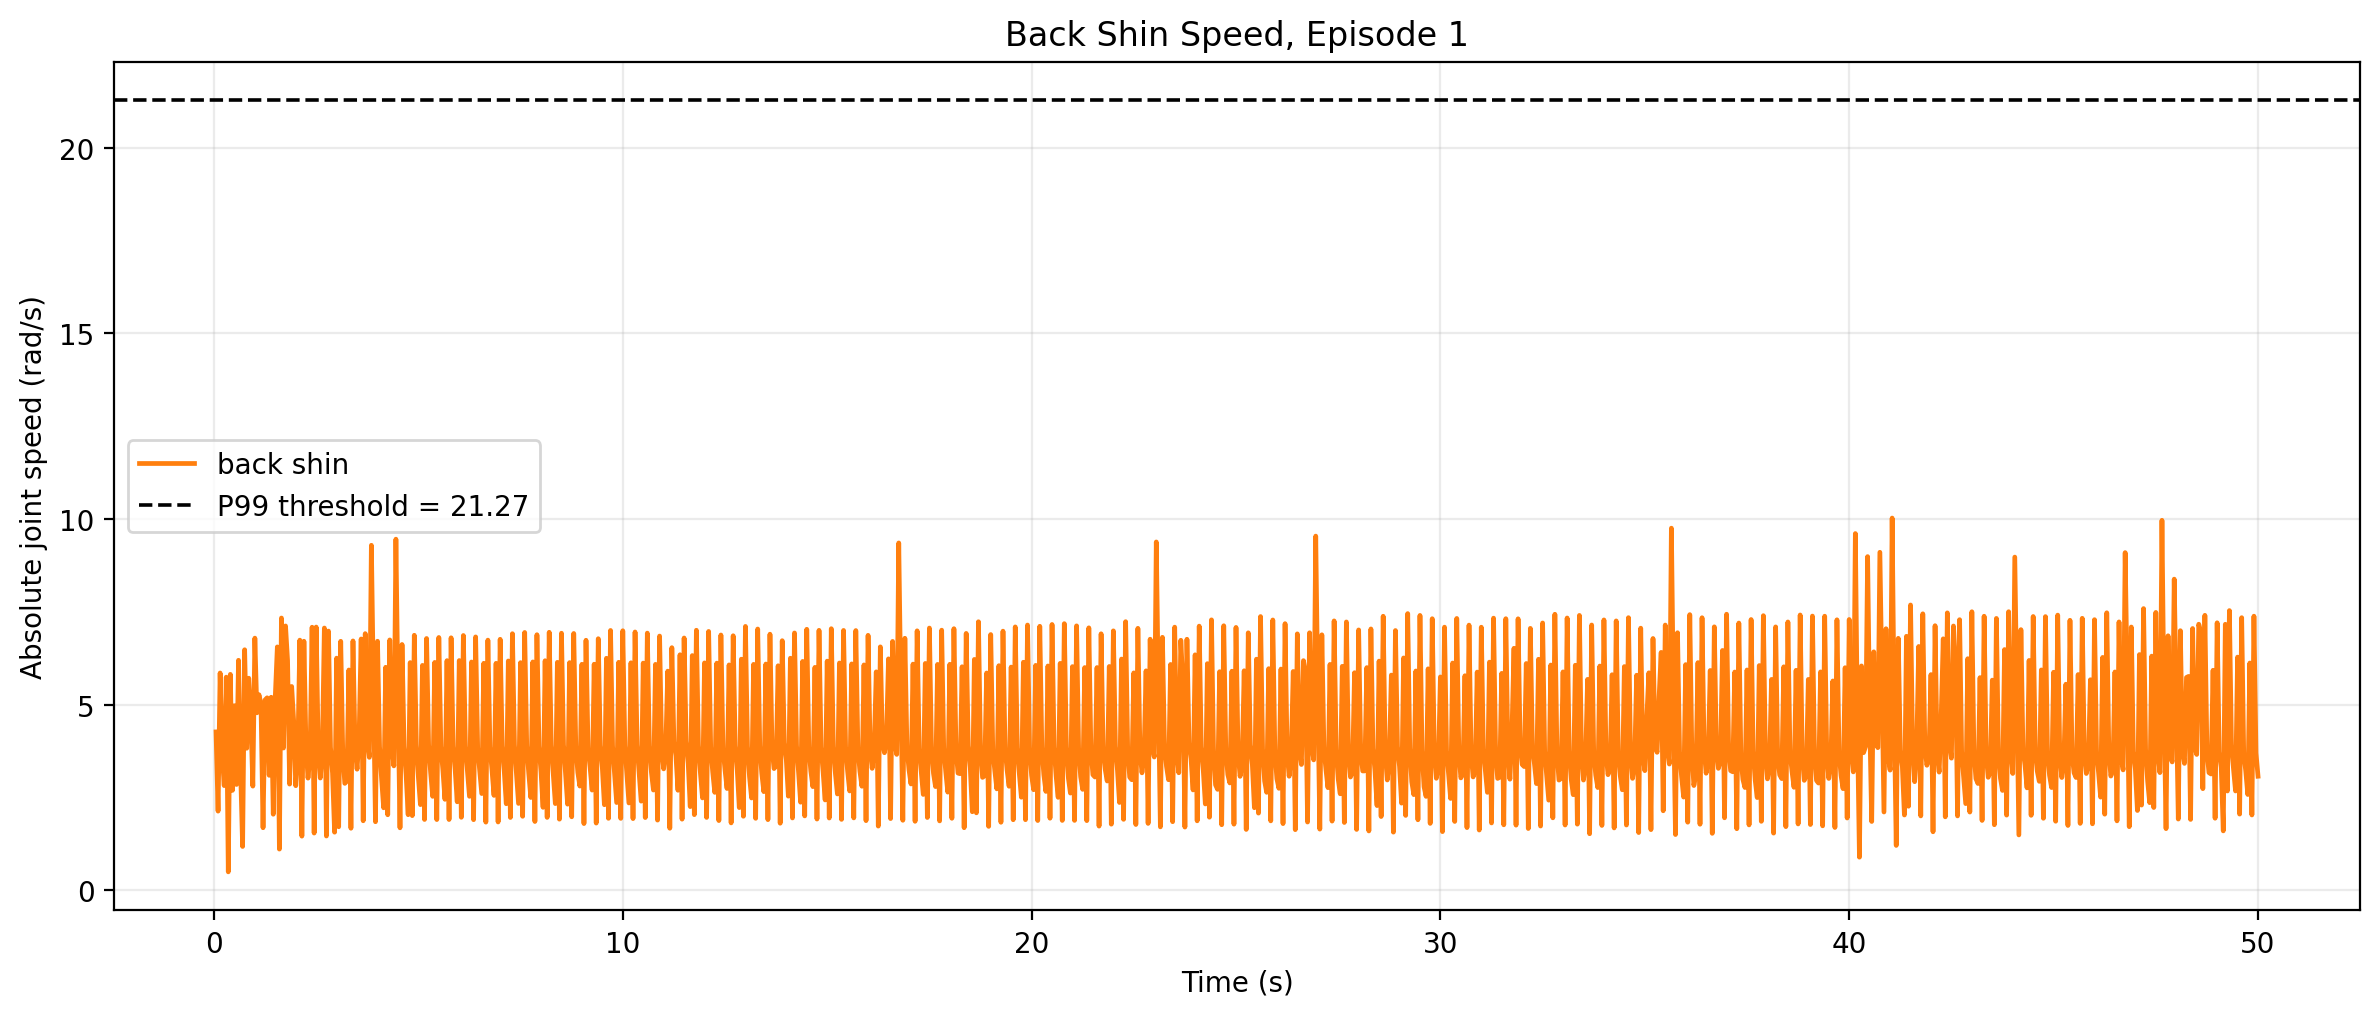 Back Shin Speed, Episode 1
Absolute joint speed (rad/s)
20
15
10
5
0
back shin
P99 threshold = 21.27
0
10
20
30
40
50
Time (s)